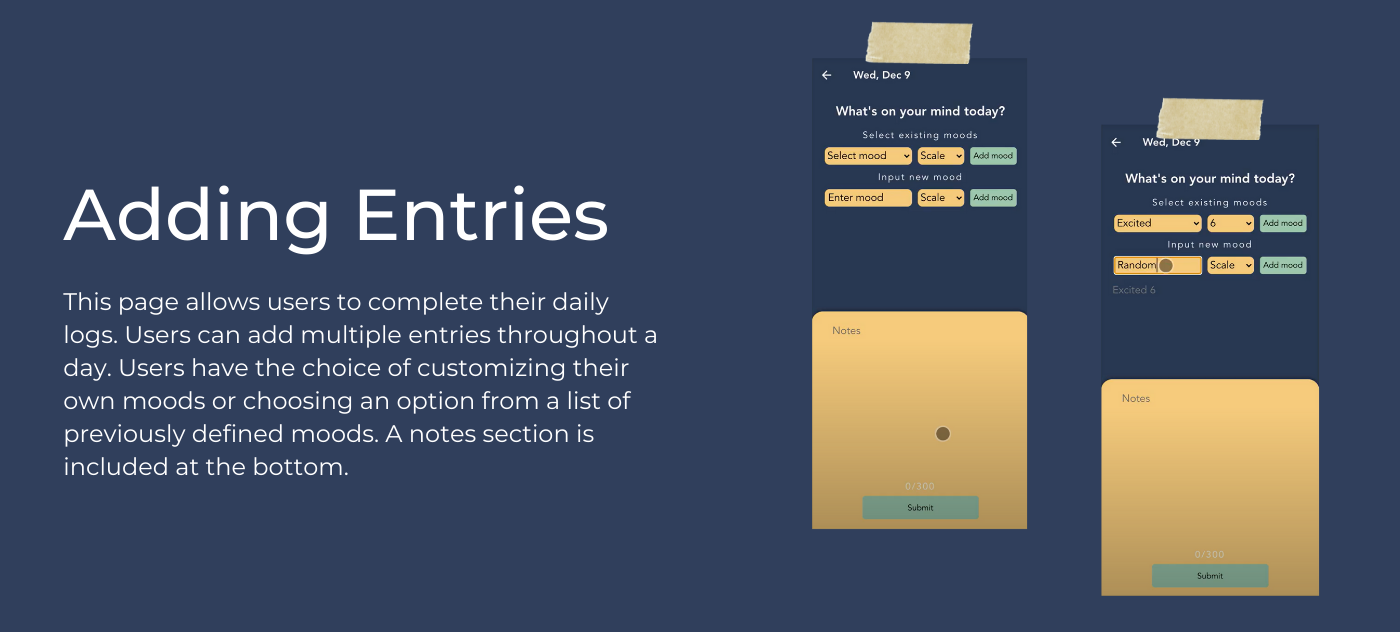 Adding Entries
This page allows users to complete their daily
logs. Users can add multiple entries throughout a
day. Users have the choice of customizing their
own moods or choosing an option from a list of
previously defined moods. A notes section is
included at the bottom.
Wed, Dec 9
What's on your mind today?
Select existing moods
Select mood Scale Add mood
Input new mood
Enter mood Scale Add mood
Notes
0/300
Submit
Wed, Dec 9
What's on your mind today?
Select existing moods
Excited 6 Add mood
Input new mood
Random Scale Add mood
Excited 6
Notes
0/300
Submit